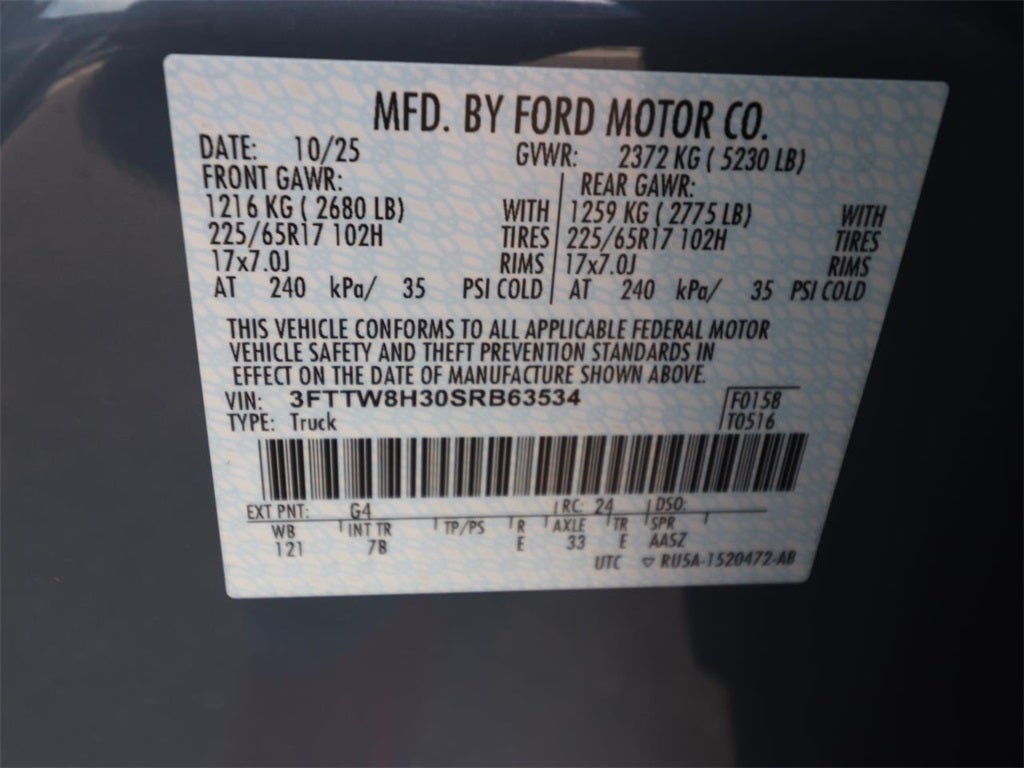 MFD. BY FORD MOTOR CO.
DATE: 10/25 GVWR: 2372 KG ( 5230 LB)
FRONT GAWR: REAR GAWR:
1216 KG ( 2680 LB) WITH 1259 KG ( 2775 LB) WITH
225/65R17 102H TIRES 225/65R17 102H TIRES
17x7.0J RIMS 17x7.0J RIMS
AT 240 kPa/ 35 PSI COLD AT 240 kPa/ 35 PSI COLD
THIS VEHICLE CONFORMS TO ALL APPLICABLE FEDERAL MOTOR
VEHICLE SAFETY AND THEFT PREVENTION STANDARDS IN
EFFECT ON THE DATE OF MANUFACTURE SHOWN ABOVE.
VIN: 3FTTW8H30SRB63534 F0158
TYPE: Truck T0516
EXT PNT: G4 RC: 24 DSO:
WB INT TR TP/PS R AXLE TR SPR
121 7B E 33 E AASZ
UTC ▽ RU5A-1520472-AB